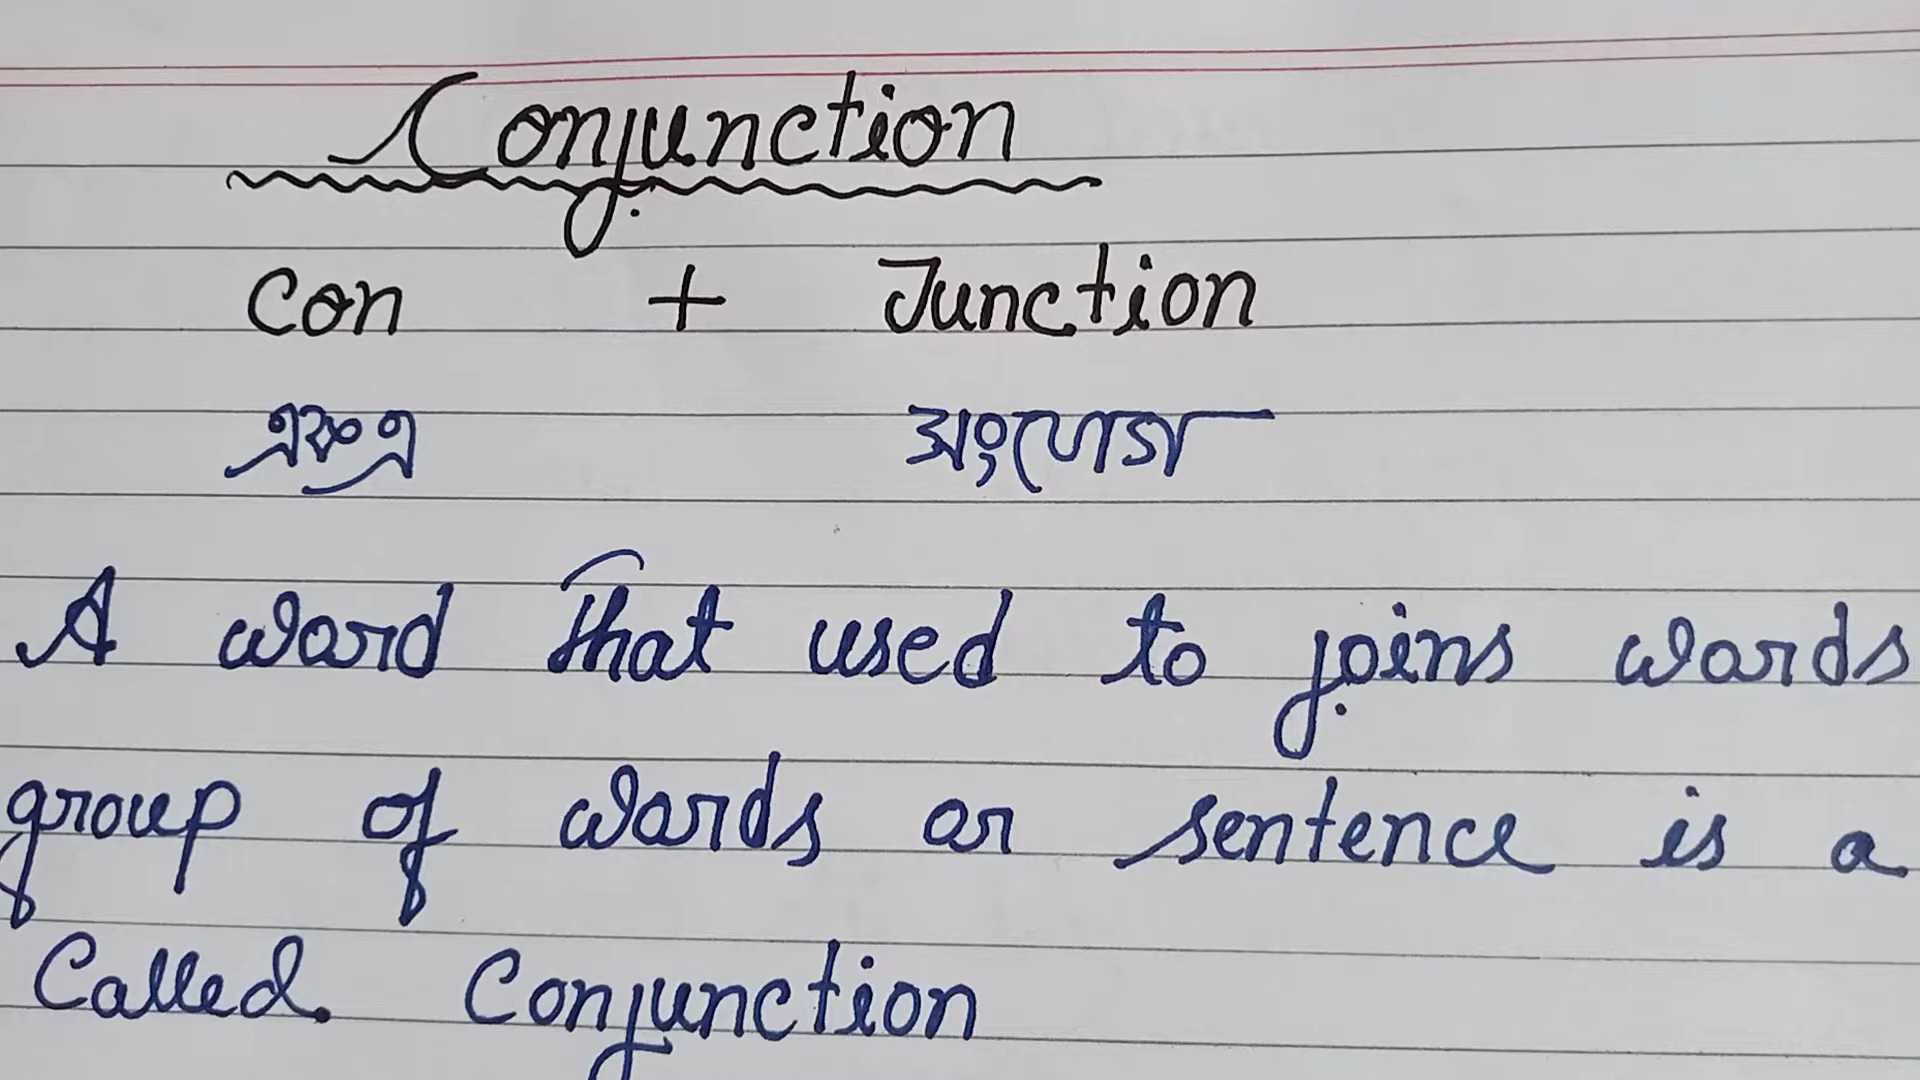 Conjunction
Con + Junction
একত্র সংযোগ
A word that used to joins words
group of words or sentence is a
Called Conjunction